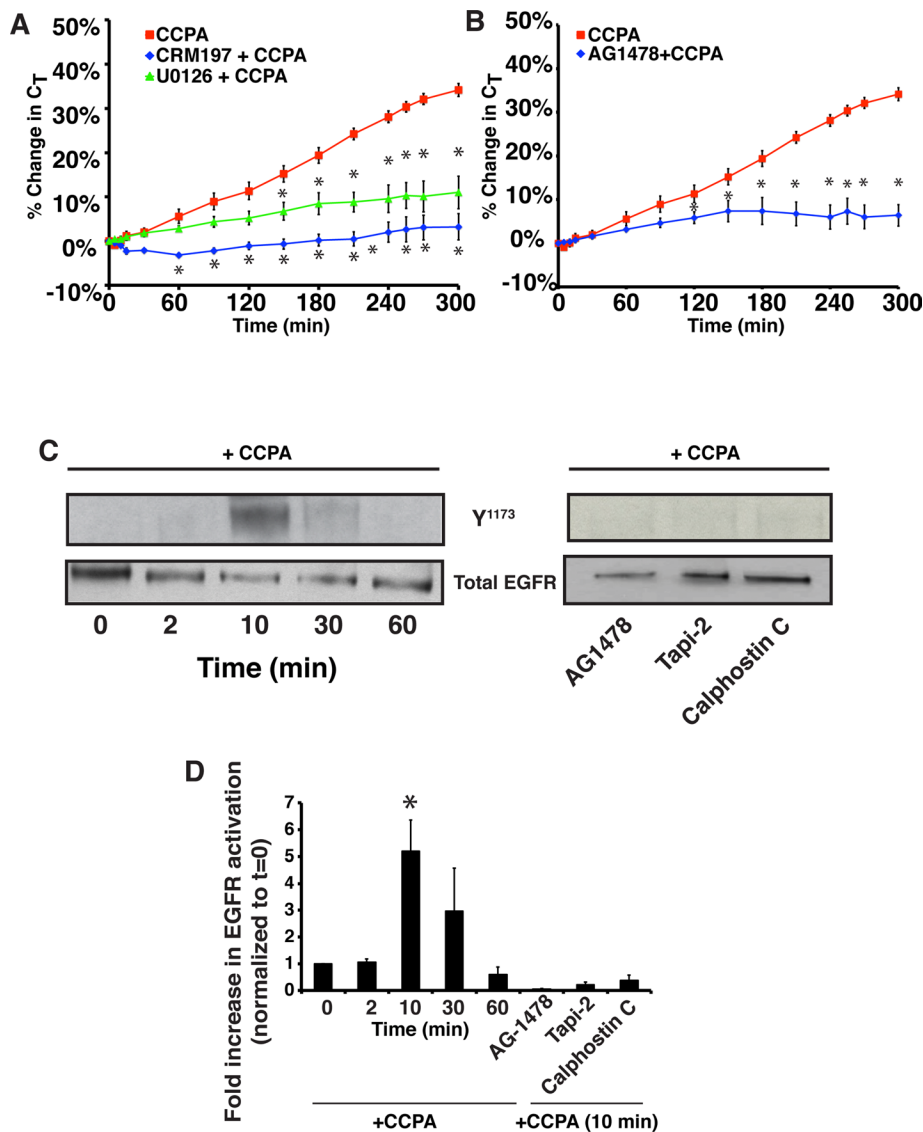 A
50%
40%
30%
20%
10%
0%
-10%
% Change in CT
CCPA
CRM197 + CCPA
U0126 + CCPA
* * * * * * *
* * * * * * * * *
0 60 120 180 240 300
Time (min)
B
50%
40%
30%
20%
10%
0%
-10%
% Change in CT
CCPA
AG1478+CCPA
* * * * * * * *
0 60 120 180 240 300
Time (min)
C
+ CCPA
+ CCPA
Y1173
Total EGFR
0 2 10 30 60
Time (min)
AG1478
Tapi-2
Calphostin C
D
Fold increase in EGFR activation
(normalized to t=0)
7
6
5
4
3
2
1
0
*
0 2 10 30 60
Time (min)
AG-1478
Tapi-2
Calphostin C
+CCPA
+CCPA (10 min)